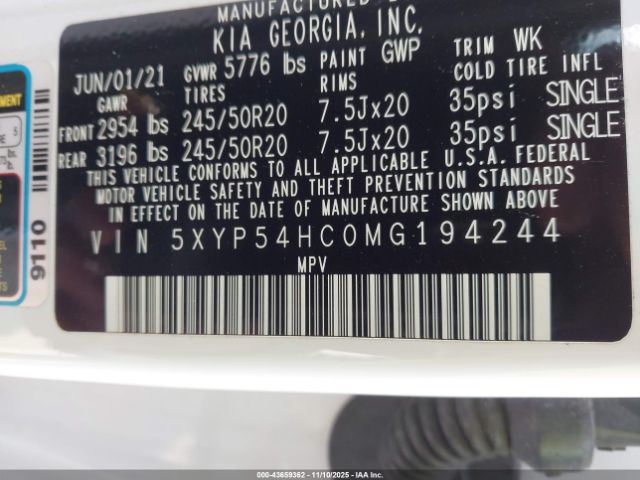 MANUFACTURED
KIA GEORGIA, INC.
JUN/01/21 GVWR 5776 lbs PAINT GWP TRIM WK
GAWR TIRES RIMS COLD TIRE INFL
FRONT 2954 lbs 245/50R20 7.5Jx20 35psi SINGLE
REAR 3196 lbs 245/50R20 7.5Jx20 35psi SINGLE
THIS VEHICLE CONFORMS TO ALL APPLICABLE U.S.A. FEDERAL
MOTOR VEHICLE SAFETY AND THEFT PREVENTION STANDARDS
IN EFFECT ON THE DATE OF MANUFACTURE SHOWN ABOVE
VIN 5XYP54HC0MG194244
MPV
9110
000-43659362 - 11/10/2025 - IAAI.COM